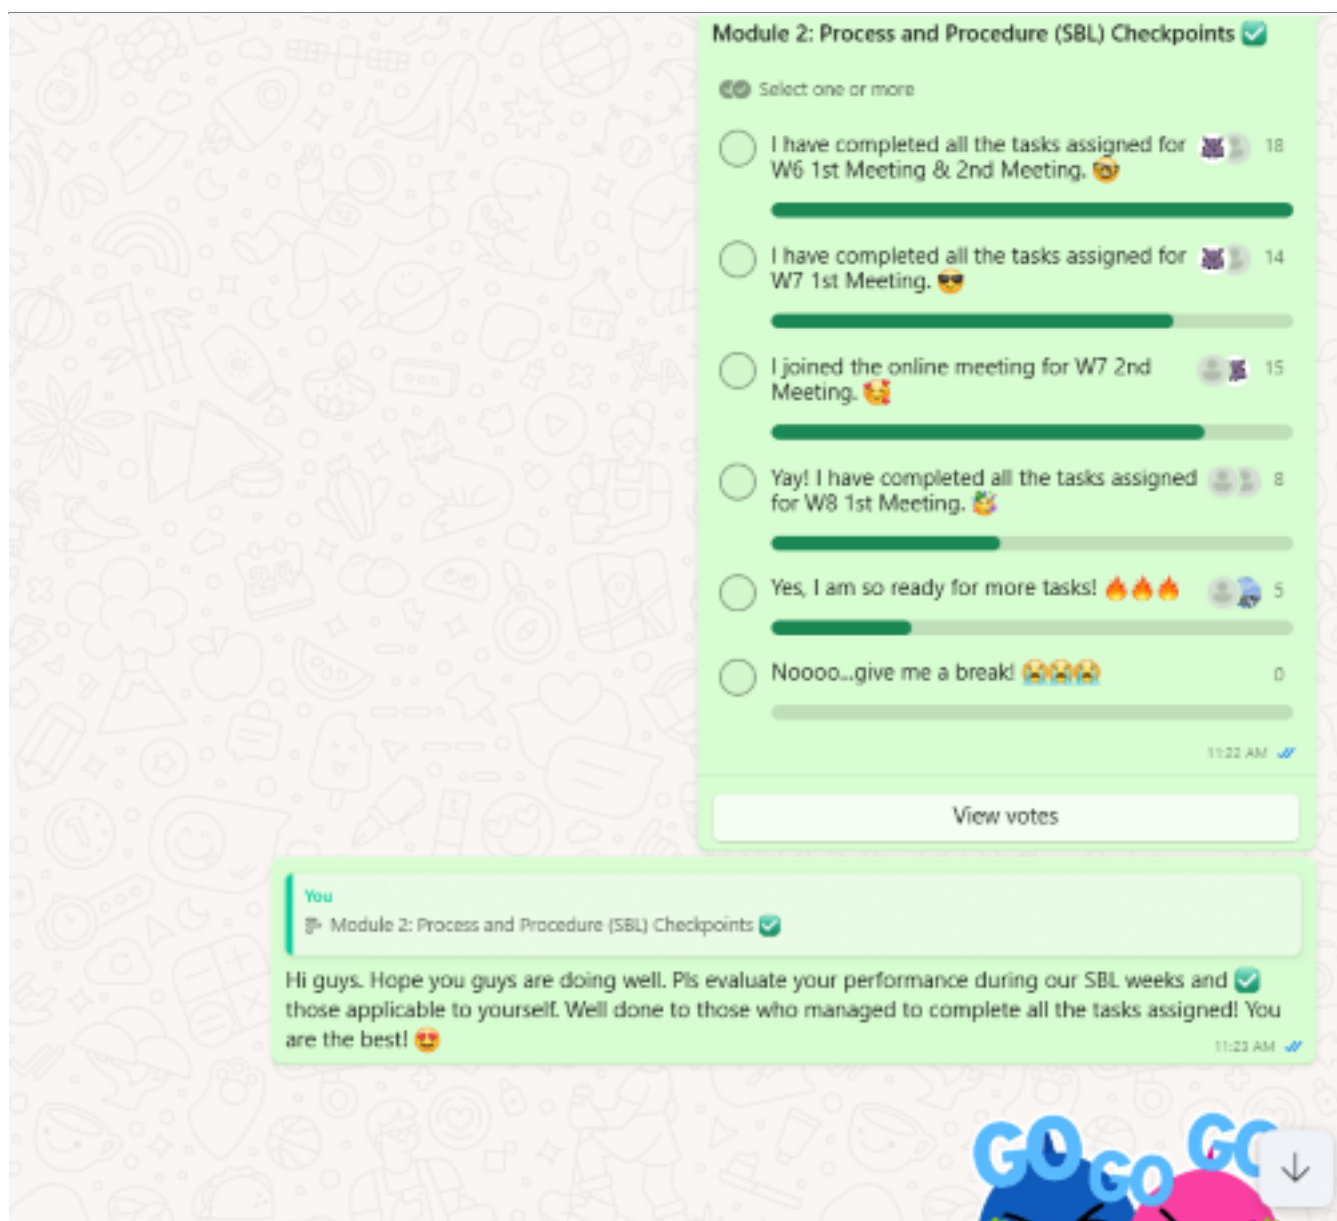 Module 2: Process and Procedure (SBL) Checkpoints ✅
Select one or more
I have completed all the tasks assigned for
W6 1st Meeting & 2nd Meeting. 🤓
18
I have completed all the tasks assigned for
W7 1st Meeting. 😎
14
I joined the online meeting for W7 2nd
Meeting. 🥰
15
Yay! I have completed all the tasks assigned
for W8 1st Meeting. 🥳
8
Yes, I am so ready for more tasks! 🔥🔥🔥
5
Noooo...give me a break! 😭😭😭
0
11:22 AM
View votes
You
Module 2: Process and Procedure (SBL) Checkpoints ✅
Hi guys. Hope you guys are doing well. Pls evaluate your performance during our SBL weeks and ✅
those applicable to yourself. Well done to those who managed to complete all the tasks assigned! You
are the best! 😍
11:23 AM
GO GO GO